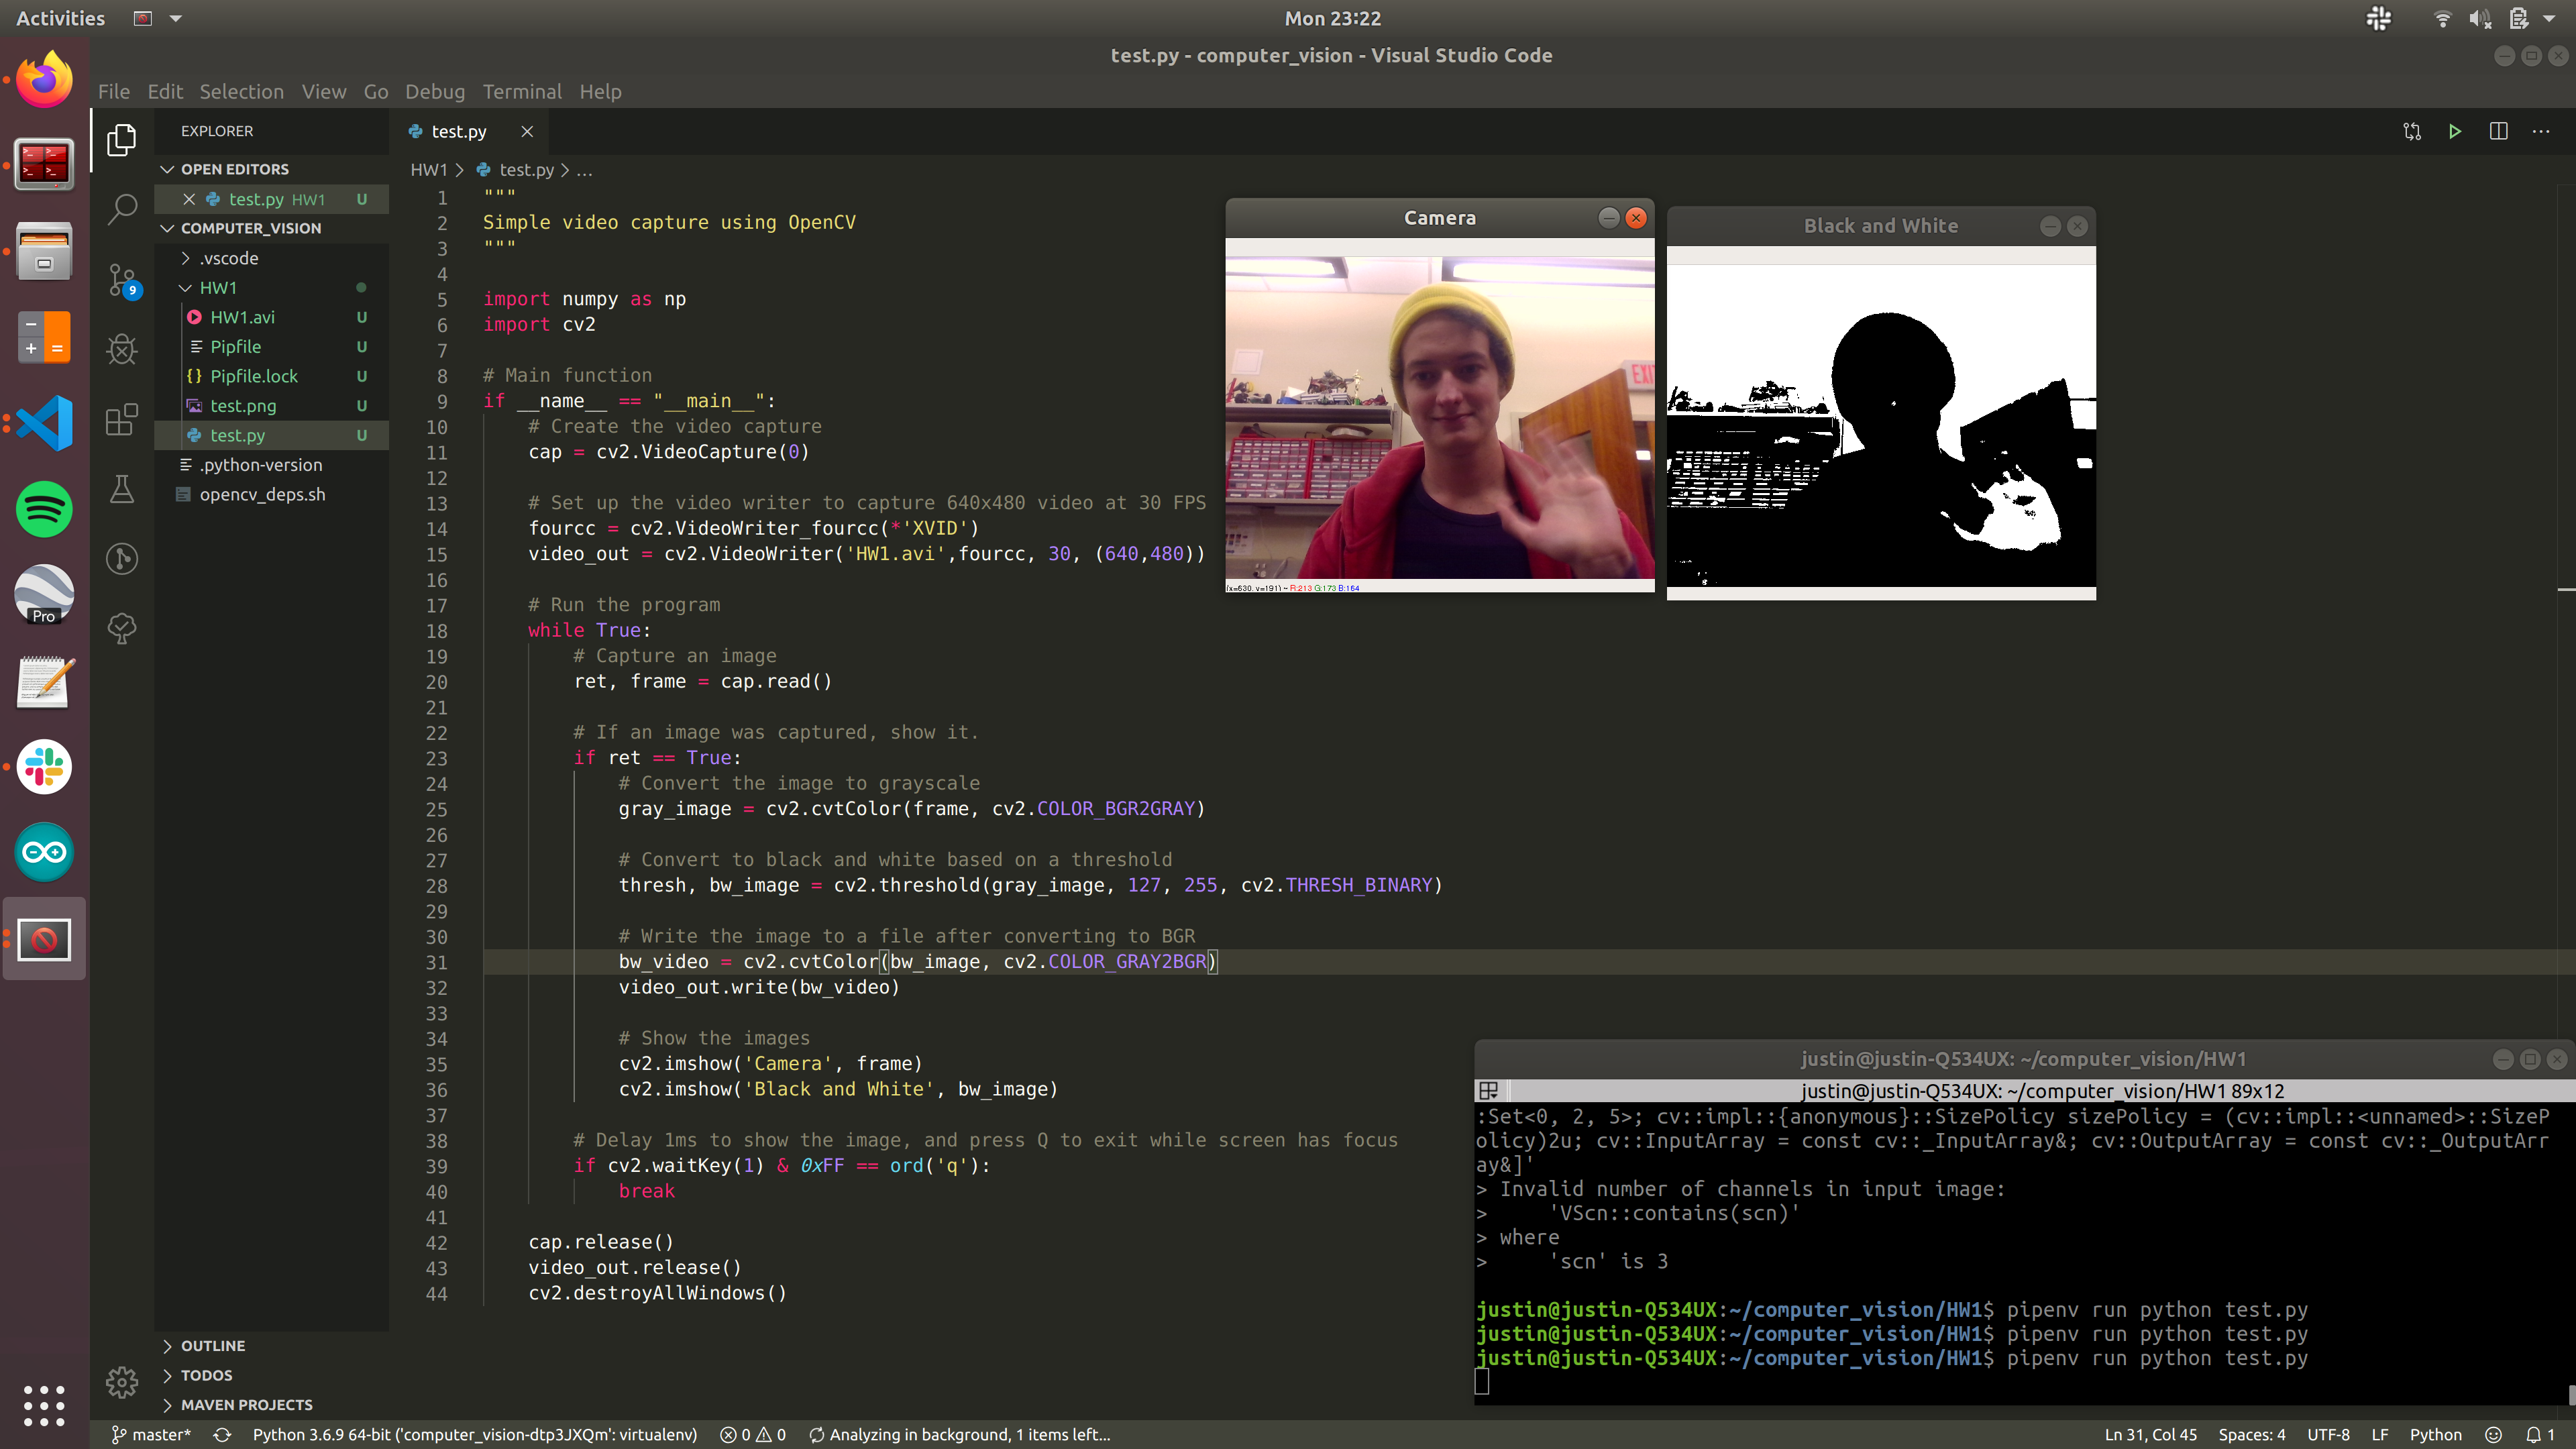 Activities
Mon 23:22
test.py - computer_vision - Visual Studio Code
File Edit Selection View Go Debug Terminal Help
EXPLORER
OPEN EDITORS
test.py HW1 U
COMPUTER_VISION
.vscode
HW1
HW1.avi U
Pipfile U
{} Pipfile.lock U
test.png U
test.py U
.python-version
opencv_deps.sh
OUTLINE
TODOS
MAVEN PROJECTS
9
Pro
test.py
HW1 > test.py > ...
1 """
2 Simple video capture using OpenCV
3 """
4
5 import numpy as np
6 import cv2
7
8 # Main function
9 if __name__ == "__main__":
10 # Create the video capture
11 cap = cv2.VideoCapture(0)
12
13 # Set up the video writer to capture 640x480 video at 30 FPS
14 fourcc = cv2.VideoWriter_fourcc(*'XVID')
15 video_out = cv2.VideoWriter('HW1.avi',fourcc, 30, (640,480))
16
17 # Run the program
18 while True:
19 # Capture an image
20 ret, frame = cap.read()
21
22 # If an image was captured, show it.
23 if ret == True:
24 # Convert the image to grayscale
25 gray_image = cv2.cvtColor(frame, cv2.COLOR_BGR2GRAY)
26
27 # Convert to black and white based on a threshold
28 thresh, bw_image = cv2.threshold(gray_image, 127, 255, cv2.THRESH_BINARY)
29
30 # Write the image to a file after converting to BGR
31 bw_video = cv2.cvtColor(bw_image, cv2.COLOR_GRAY2BGR)
32 video_out.write(bw_video)
33
34 # Show the images
35 cv2.imshow('Camera', frame)
36 cv2.imshow('Black and White', bw_image)
37
38 # Delay 1ms to show the image, and press Q to exit while screen has focus
39 if cv2.waitKey(1) & 0xFF == ord('q'):
40 break
41
42 cap.release()
43 video_out.release()
44 cv2.destroyAllWindows()
Camera
EXI
(x=630, y=191) ~ R:213 G:173 B:164
Black and White
justin@justin-Q534UX: ~/computer_vision/HW1
justin@justin-Q534UX: ~/computer_vision/HW1 89x12
:Set<0, 2, 5>; cv::impl::{anonymous}::SizePolicy sizePolicy = (cv::impl::<unnamed>::SizeP
olicy)2u; cv::InputArray = const cv::_InputArray&; cv::OutputArray = const cv::_OutputArr
ay&]'
> Invalid number of channels in input image:
> 'VScn::contains(scn)'
> where
> 'scn' is 3
justin@justin-Q534UX:~/computer_vision/HW1$ pipenv run python test.py
justin@justin-Q534UX:~/computer_vision/HW1$ pipenv run python test.py
justin@justin-Q534UX:~/computer_vision/HW1$ pipenv run python test.py
master* Python 3.6.9 64-bit ('computer_vision-dtp3JXQm': virtualenv) 0 0 Analyzing in background, 1 items left... Ln 31, Col 45 Spaces: 4 UTF-8 LF Python 1